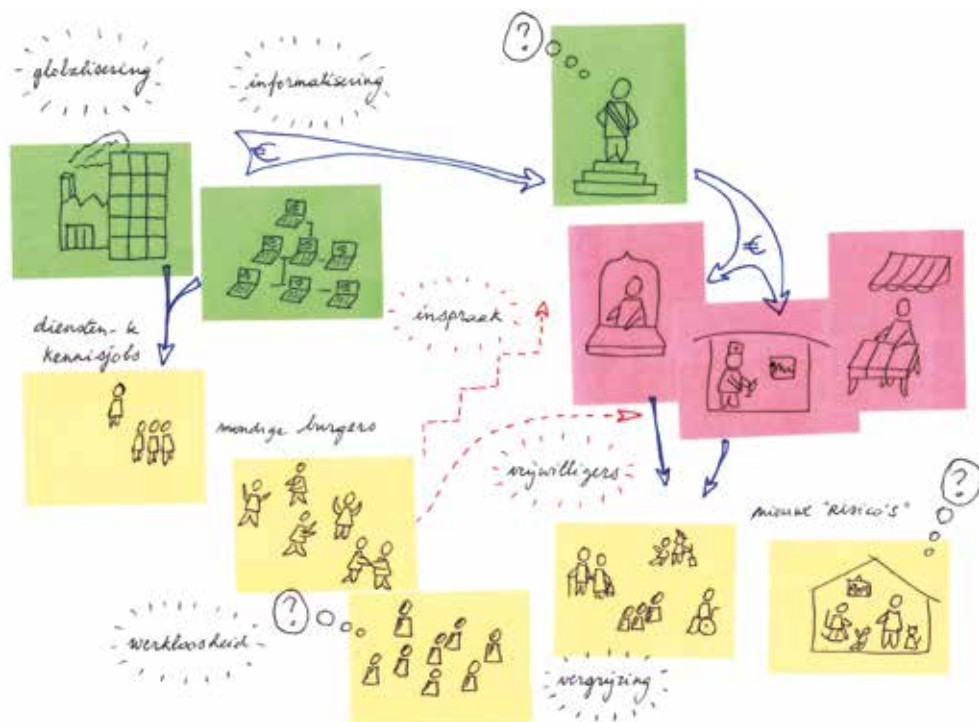 ?
globalisering
informatisering
€
€
inspraak
diensten- &
kennisjobs
mondige burgers
vrijwilligers
?
nieuwe "RISICO'S"
?
werkloosheid
vergrijzing